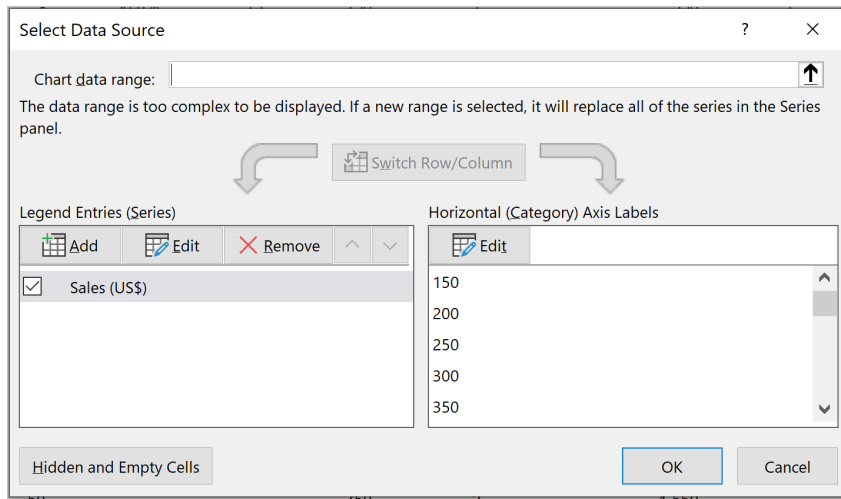 Select Data Source
?
Chart data range:
The data range is too complex to be displayed. If a new range is selected, it will replace all of the series in the Series
panel.
Switch Row/Column
Legend Entries (Series)
Horizontal (Category) Axis Labels
Add Edit Remove
Edit
Sales (US$)
150
200
250
300
350
Hidden and Empty Cells
OK
Cancel